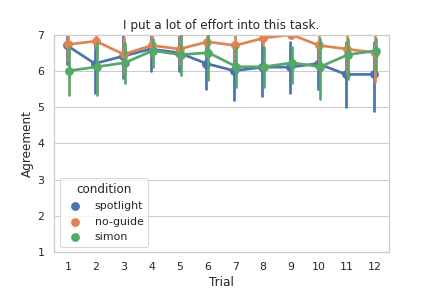 I put a lot of effort into this task.
7
6
5
4
3
2
1
Agreement
condition
spotlight
no-guide
simon
1 2 3 4 5 6 7 8 9 10 11 12
Trial